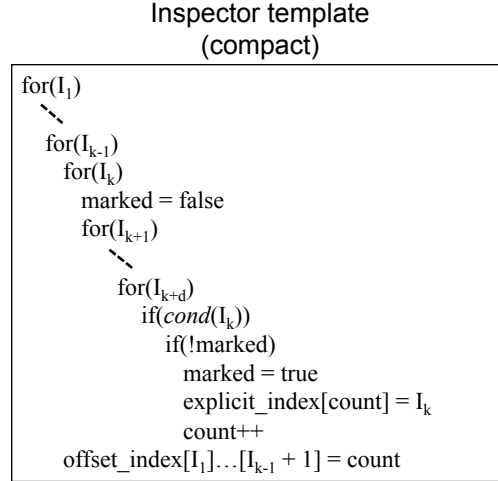 Inspector template
(compact)
for(I₁)
for(Iₖ₋₁)
for(Iₖ)
marked = false
for(Iₖ₊₁)
for(Iₖ₊d)
if(cond(Iₖ))
if(!marked)
marked = true
explicit_index[count] = Iₖ
count++
offset_index[I₁]…[Iₖ₋₁ + 1] = count